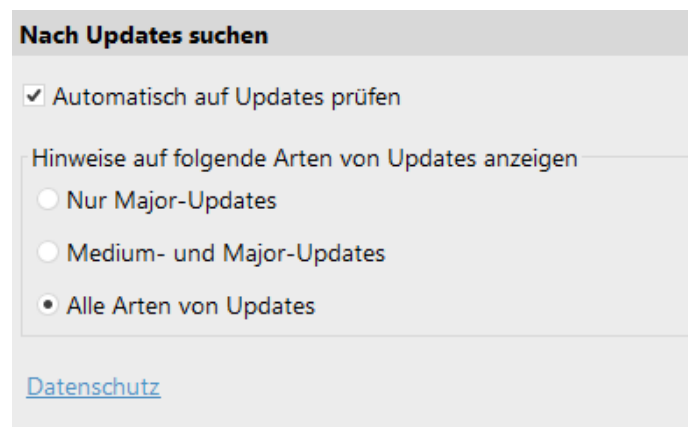 Nach Updates suchen
Automatisch auf Updates prüfen
Hinweise auf folgende Arten von Updates anzeigen
Nur Major-Updates
Medium- und Major-Updates
Alle Arten von Updates
Datenschutz